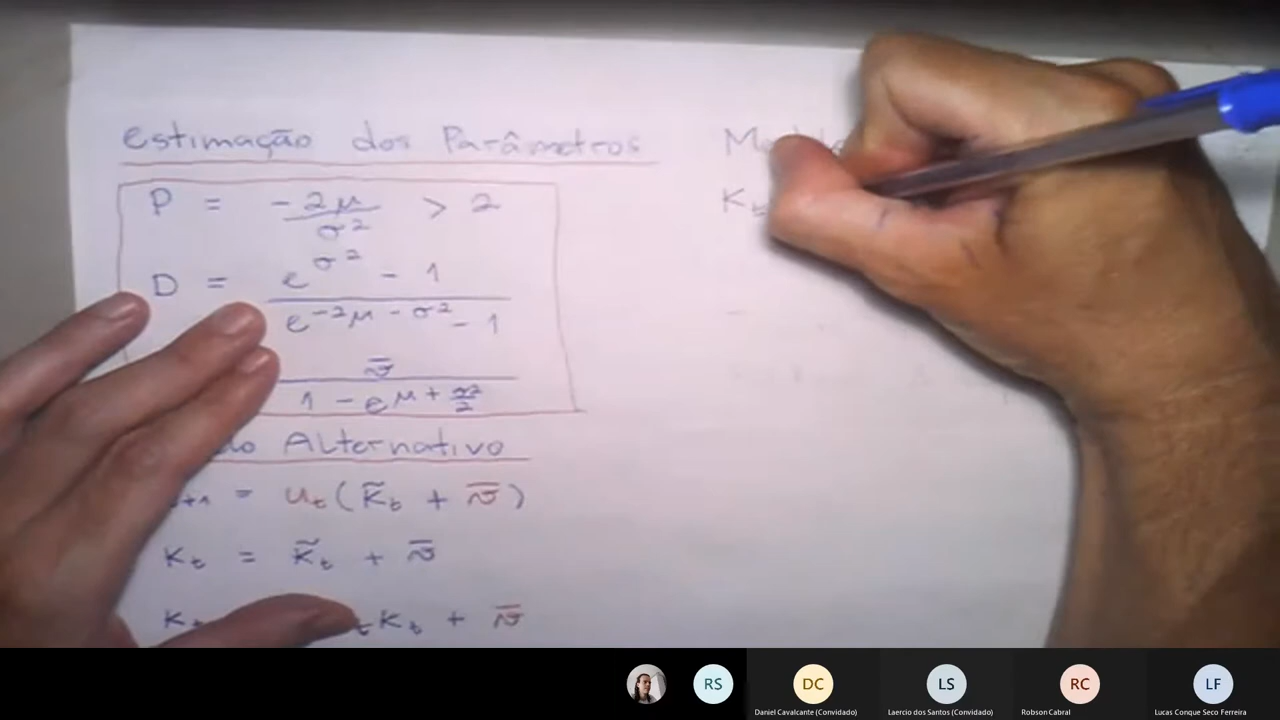 Estimação dos Parâmetros
P = -2μ/σ² > 2
D = e^σ² - 1 / e^-2μ-σ² - 1
v̄ / 1 - e^μ+σ²/2
Alternativo
t+1 = u_t(K̃_t + v̄)
K_t = K̃_t + v̄
K_t + v̄
K_t
RS
DC
LS
RC
LF
Daniel Cavalcante (Convidado)
Laercio dos Santos (Convidado)
Robson Cabral
Lucas Conque Seco Ferreira